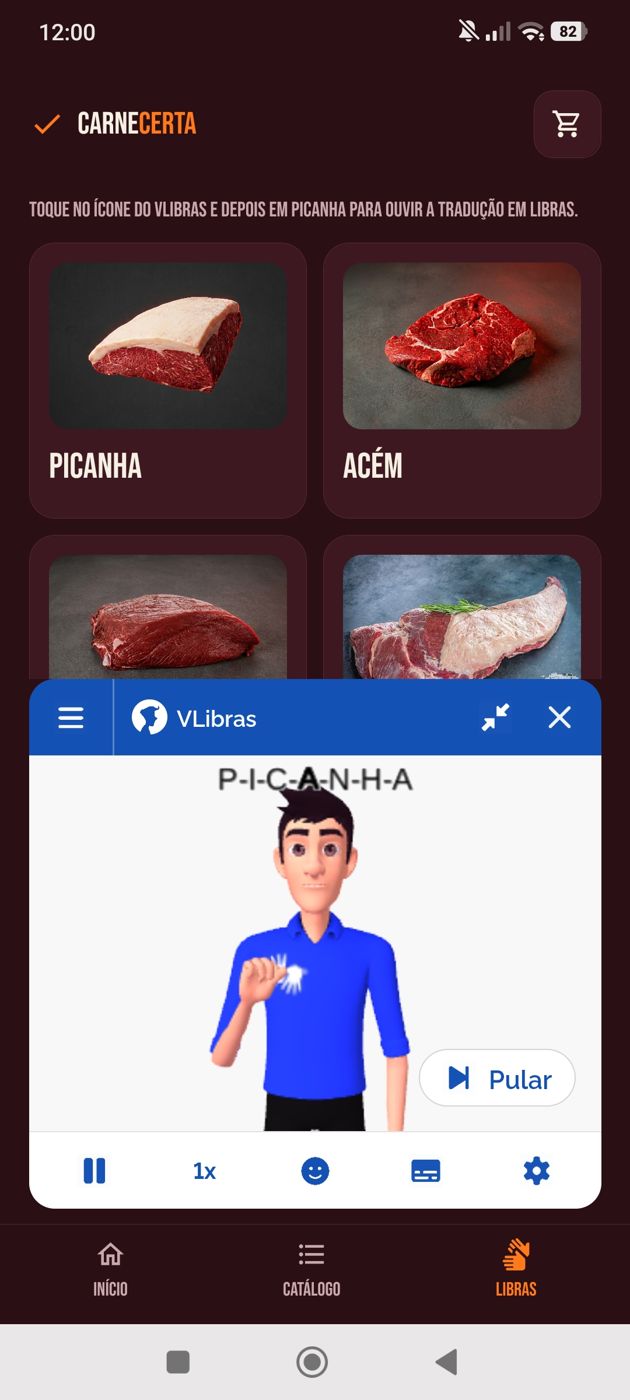 12:00
82
CARNECERTA
TOQUE NO ÍCONE DO VLIBRAS E DEPOIS EM PICANHA PARA OUVIR A TRADUÇÃO EM LIBRAS.
PICANHA
ACÉM
VLibras
P-I-C-A-N-H-A
Pular
1x
INÍCIO
CATÁLOGO
LIBRAS